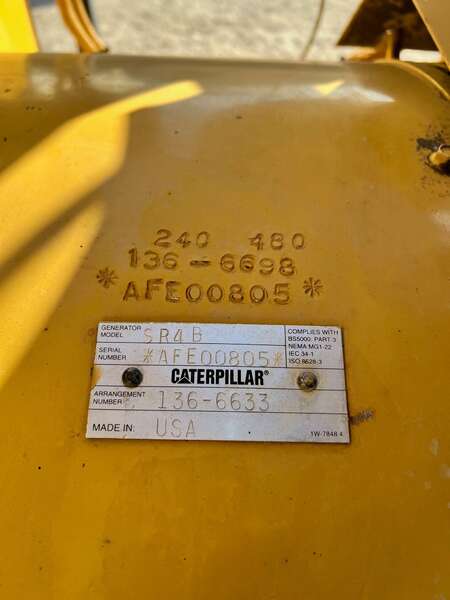 240 480
136-6698
*AFE00805*
GENERATOR MODEL SR4B
SERIAL NUMBER *AFE00805*
COMPLIES WITH
BS5000: PART 3
NEMA MG1-22
IEC 34-1
ISO 8528-3
CATERPILLAR®
ARRANGEMENT NUMBER 136-6633
MADE IN: USA
1W-7848 4